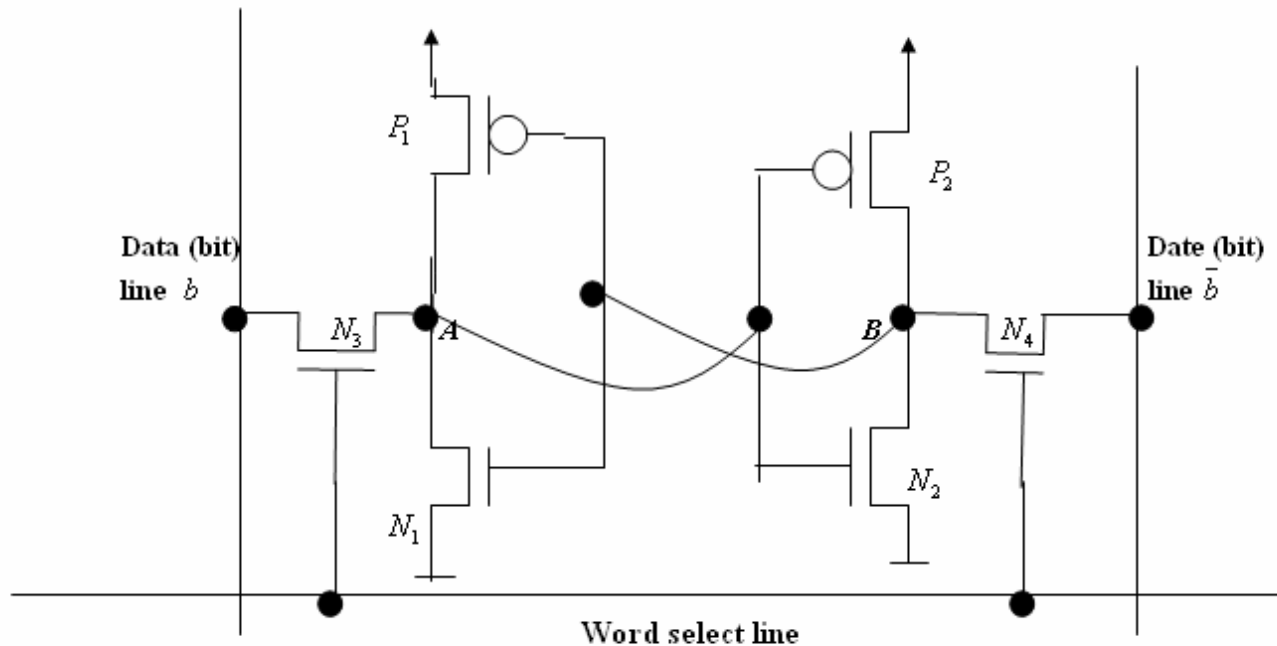 P₁
P₂
Data (bit)
line b
Date (bit)
line b̄
N₃
A
B
N₄
N₁
N₂
Word select line